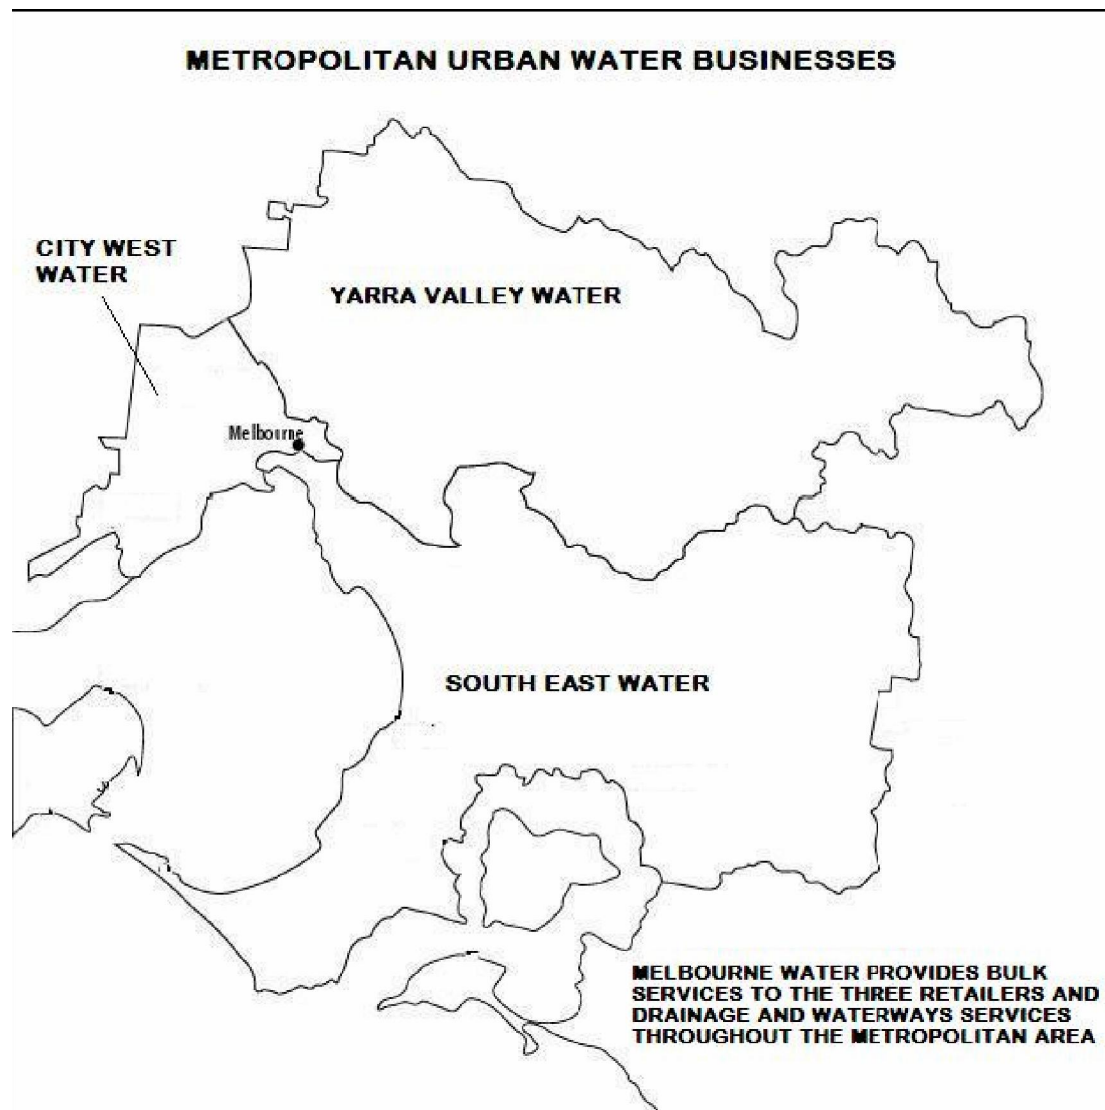 METROPOLITAN URBAN WATER BUSINESSES
CITY WEST
WATER
YARRA VALLEY WATER
Melbourne
SOUTH EAST WATER
MELBOURNE WATER PROVIDES BULK
SERVICES TO THE THREE RETAILERS AND
DRAINAGE AND WATERWAYS SERVICES
THROUGHOUT THE METROPOLITAN AREA